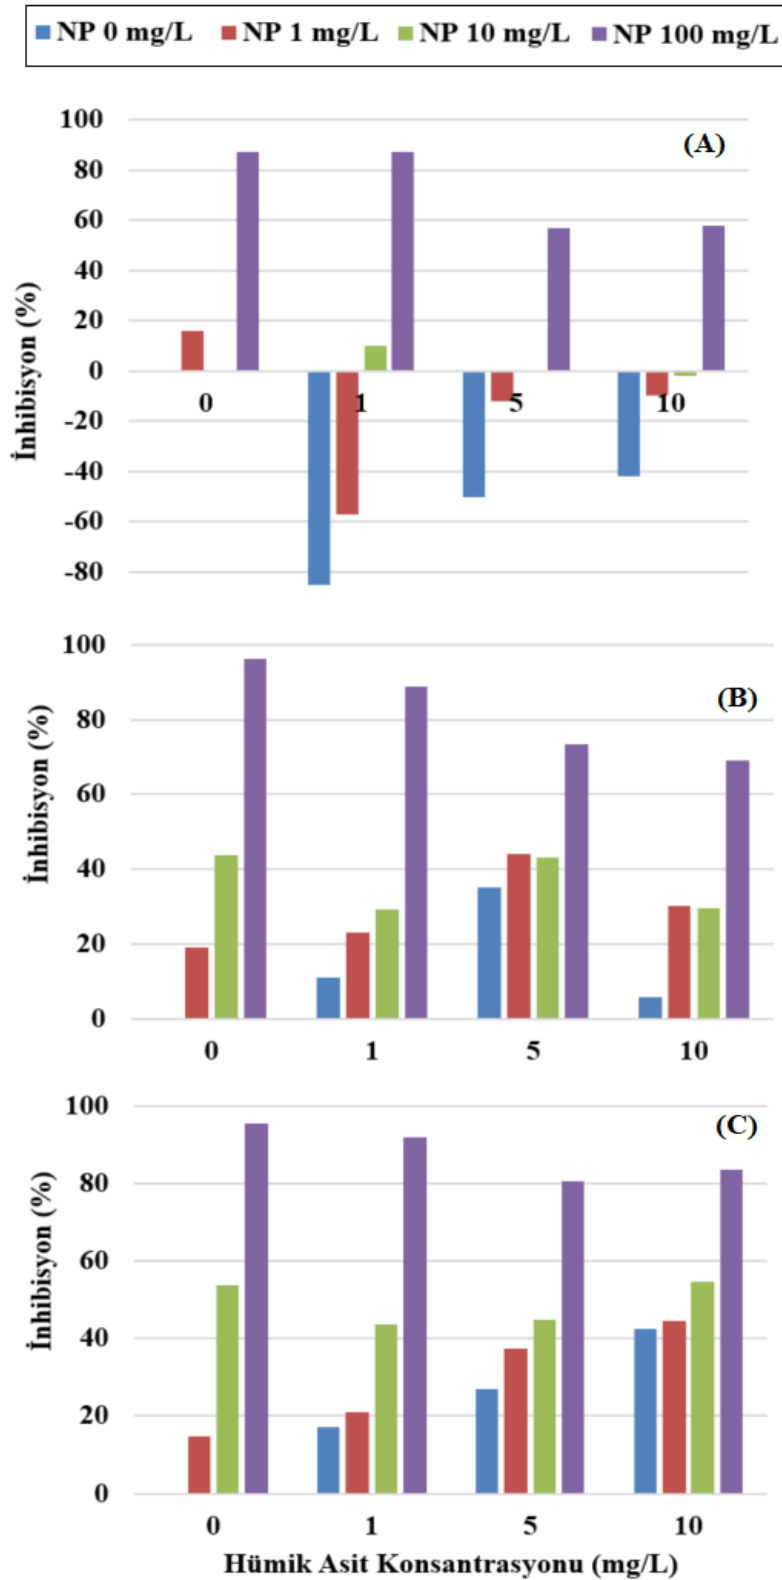 NP 0 mg/L NP 1 mg/L NP 10 mg/L NP 100 mg/L
(A)
İnhibisyon (%)
100
80
60
40
20
0
-20
-40
-60
-80
0 1 5 10
(B)
İnhibisyon (%)
100
80
60
40
20
0
0 1 5 10
(C)
İnhibisyon (%)
100
80
60
40
20
0
0 1 5 10
Hümik Asit Konsantrasyonu (mg/L)